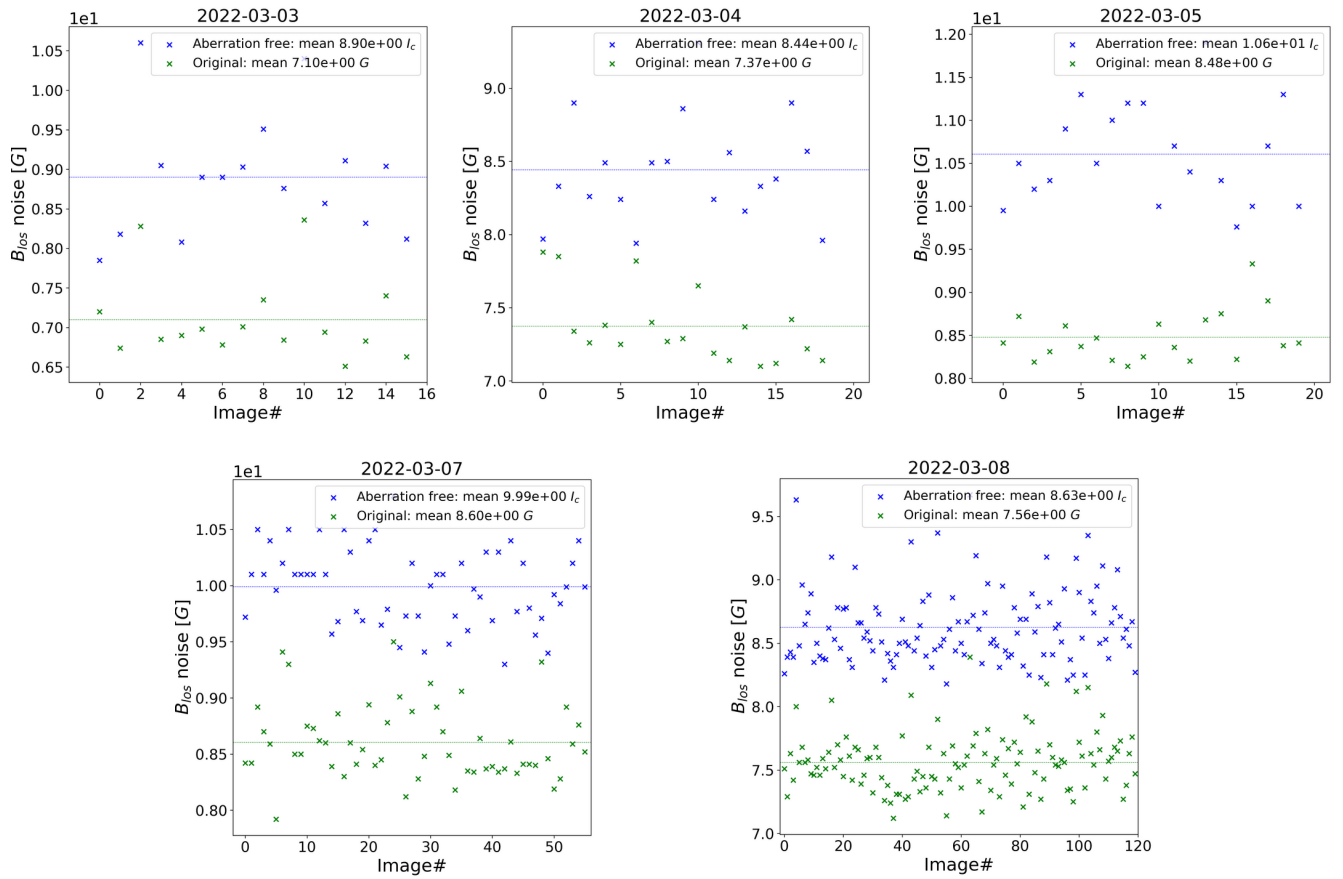 2022-03-03
1e1
Aberration free: mean 8.90e+00 I_c
Original: mean 7.10e+00 G
B_los noise [G]
1.05
1.00
0.95
0.90
0.85
0.80
0.75
0.70
0.65
0 2 4 6 8 10 12 14 16
Image#
2022-03-04
Aberration free: mean 8.44e+00 I_c
Original: mean 7.37e+00 G
B_los noise [G]
9.0
8.5
8.0
7.5
7.0
0 5 10 15 20
Image#
2022-03-05
1e1
Aberration free: mean 1.06e+01 I_c
Original: mean 8.48e+00 G
B_los noise [G]
1.20
1.15
1.10
1.05
1.00
0.95
0.90
0.85
0.80
0 5 10 15 20
Image#
2022-03-07
1e1
Aberration free: mean 9.99e+00 I_c
Original: mean 8.60e+00 G
B_los noise [G]
1.05
1.00
0.95
0.90
0.85
0.80
0 10 20 30 40 50
Image#
2022-03-08
Aberration free: mean 8.63e+00 I_c
Original: mean 7.56e+00 G
B_los noise [G]
9.5
9.0
8.5
8.0
7.5
7.0
0 20 40 60 80 100 120
Image#